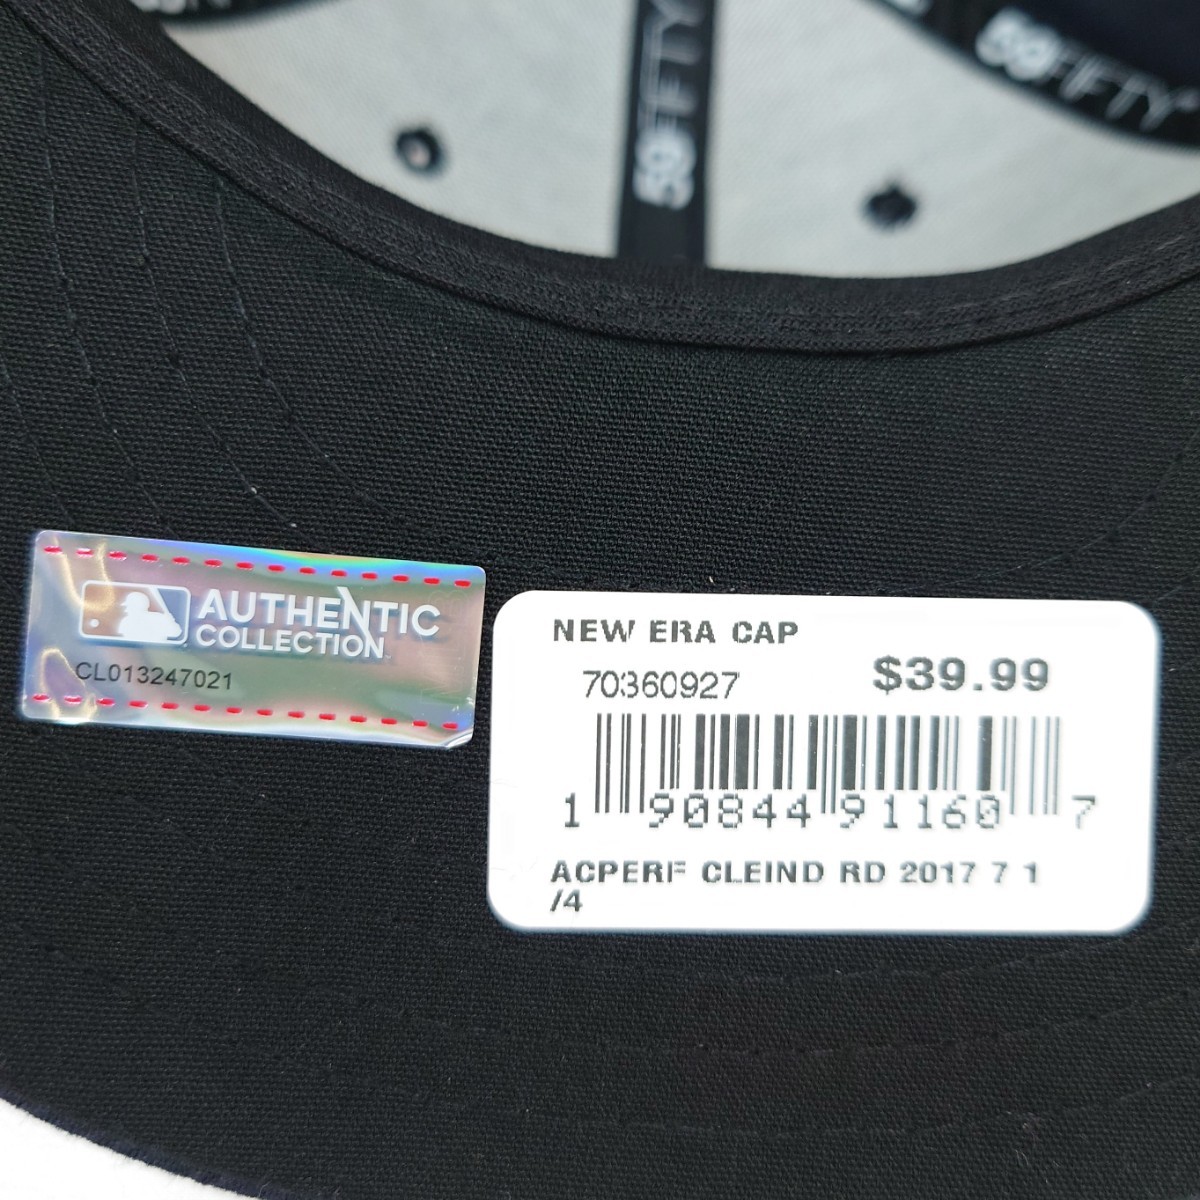 59FIFTY
59FIFTY
AUTHENTIC
COLLECTION
CL013247021
NEW ERA CAP
70360927 $39.99
1 90844 91160 7
ACPERF CLEIND RD 2017 7 1
/4